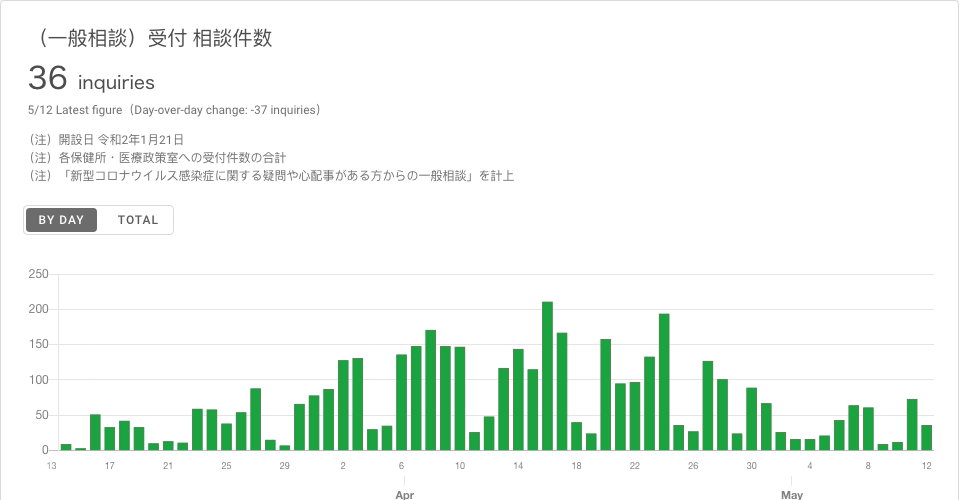 （一般相談）受付 相談件数
36 inquiries
5/12 Latest figure（Day-over-day change: -37 inquiries）
（注）開設日 令和2年1月21日
（注）各保健所・医療政策室への受付件数の合計
（注）「新型コロナウイルス感染症に関する疑問や心配事がある方からの一般相談」を計上
BY DAY TOTAL
250
200
150
100
50
0
13 17 21 25 29 2 6 10 14 18 22 26 30 4 8 12
Apr May